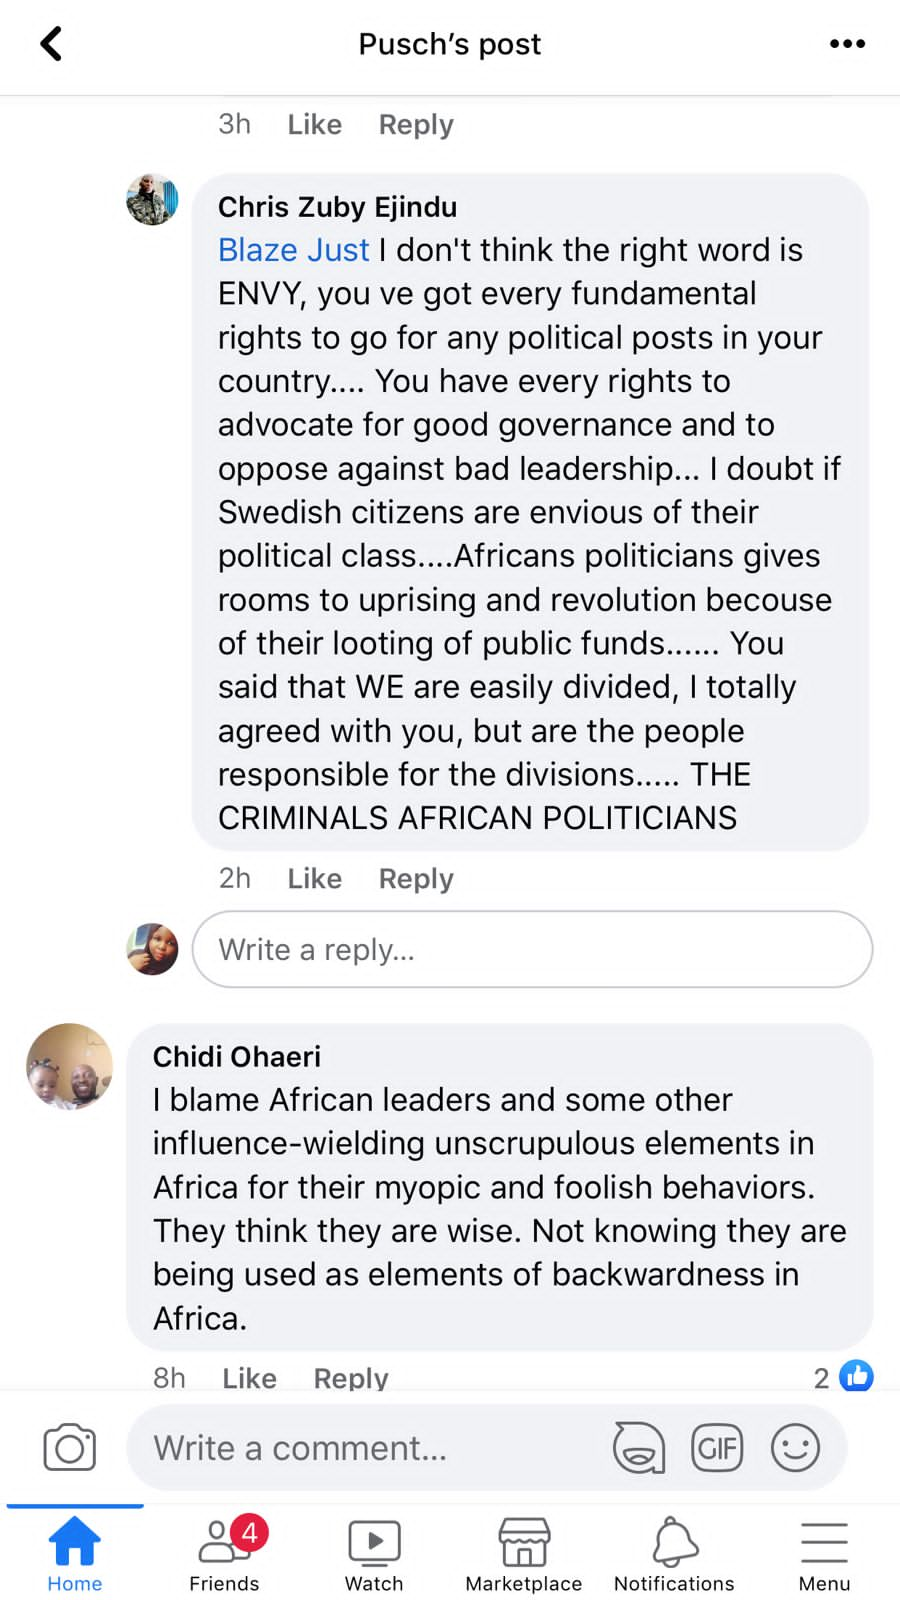 Pusch’s post
3h Like Reply
Chris Zuby Ejindu
Blaze Just I don't think the right word is
ENVY, you ve got every fundamental
rights to go for any political posts in your
country.... You have every rights to
advocate for good governance and to
oppose against bad leadership... I doubt if
Swedish citizens are envious of their
political class....Africans politicians gives
rooms to uprising and revolution becouse
of their looting of public funds...... You
said that WE are easily divided, I totally
agreed with you, but are the people
responsible for the divisions..... THE
CRIMINALS AFRICAN POLITICIANS
2h Like Reply
Write a reply...
Chidi Ohaeri
I blame African leaders and some other
influence-wielding unscrupulous elements in
Africa for their myopic and foolish behaviors.
They think they are wise. Not knowing they are
being used as elements of backwardness in
Africa.
8h Like Reply 2
Write a comment... GIF
4
Home Friends Watch Marketplace Notifications Menu